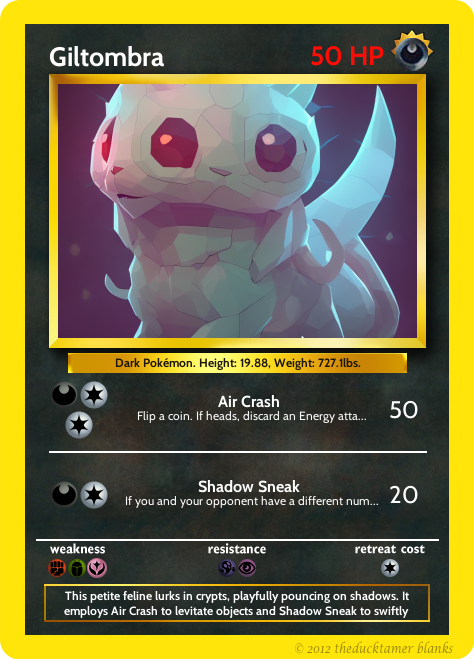 Giltombra
50 HP
Dark Pokémon. Height: 19.88, Weight: 727.1lbs.
Air Crash
Flip a coin. If heads, discard an Energy atta...
50
Shadow Sneak
If you and your opponent have a different num...
20
weakness
resistance
retreat cost
This petite feline lurks in crypts, playfully pouncing on shadows. It
employs Air Crash to levitate objects and Shadow Sneak to swiftly
© 2012 theducktamer blanks